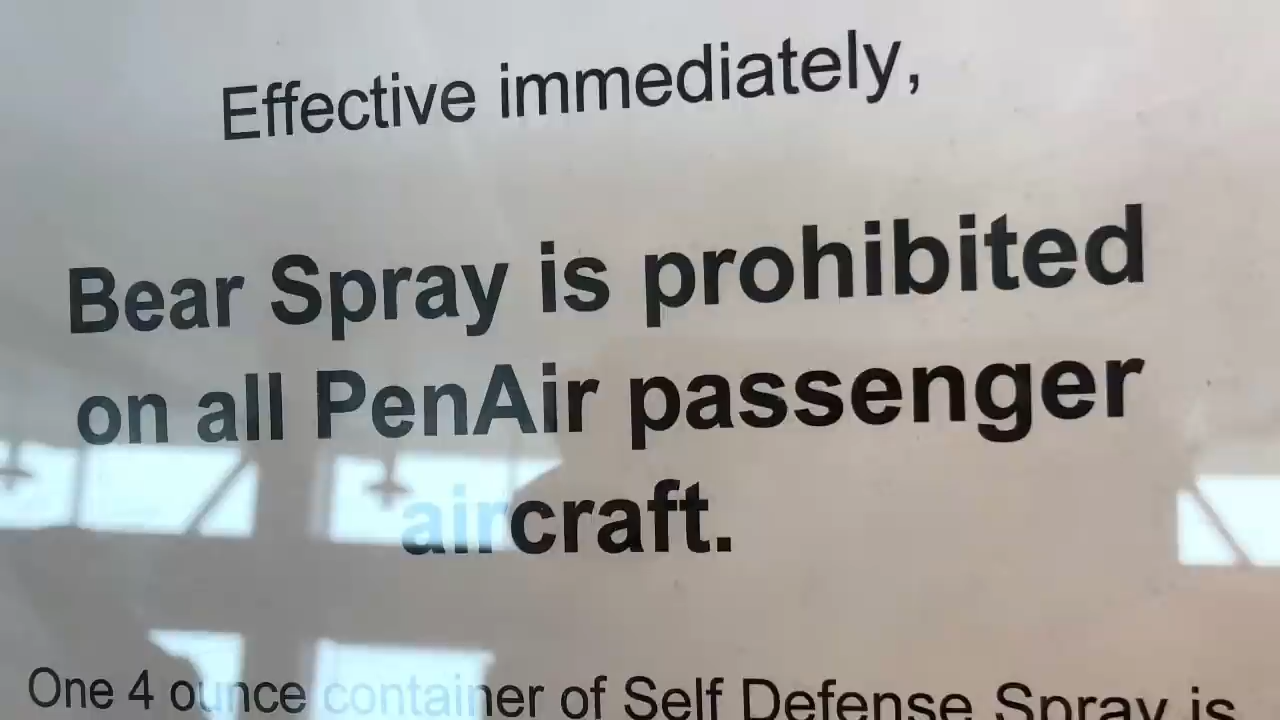 Effective immediately,
Bear Spray is prohibited
on all PenAir passenger
aircraft.
One 4 ounce container of Self Defense Spray is